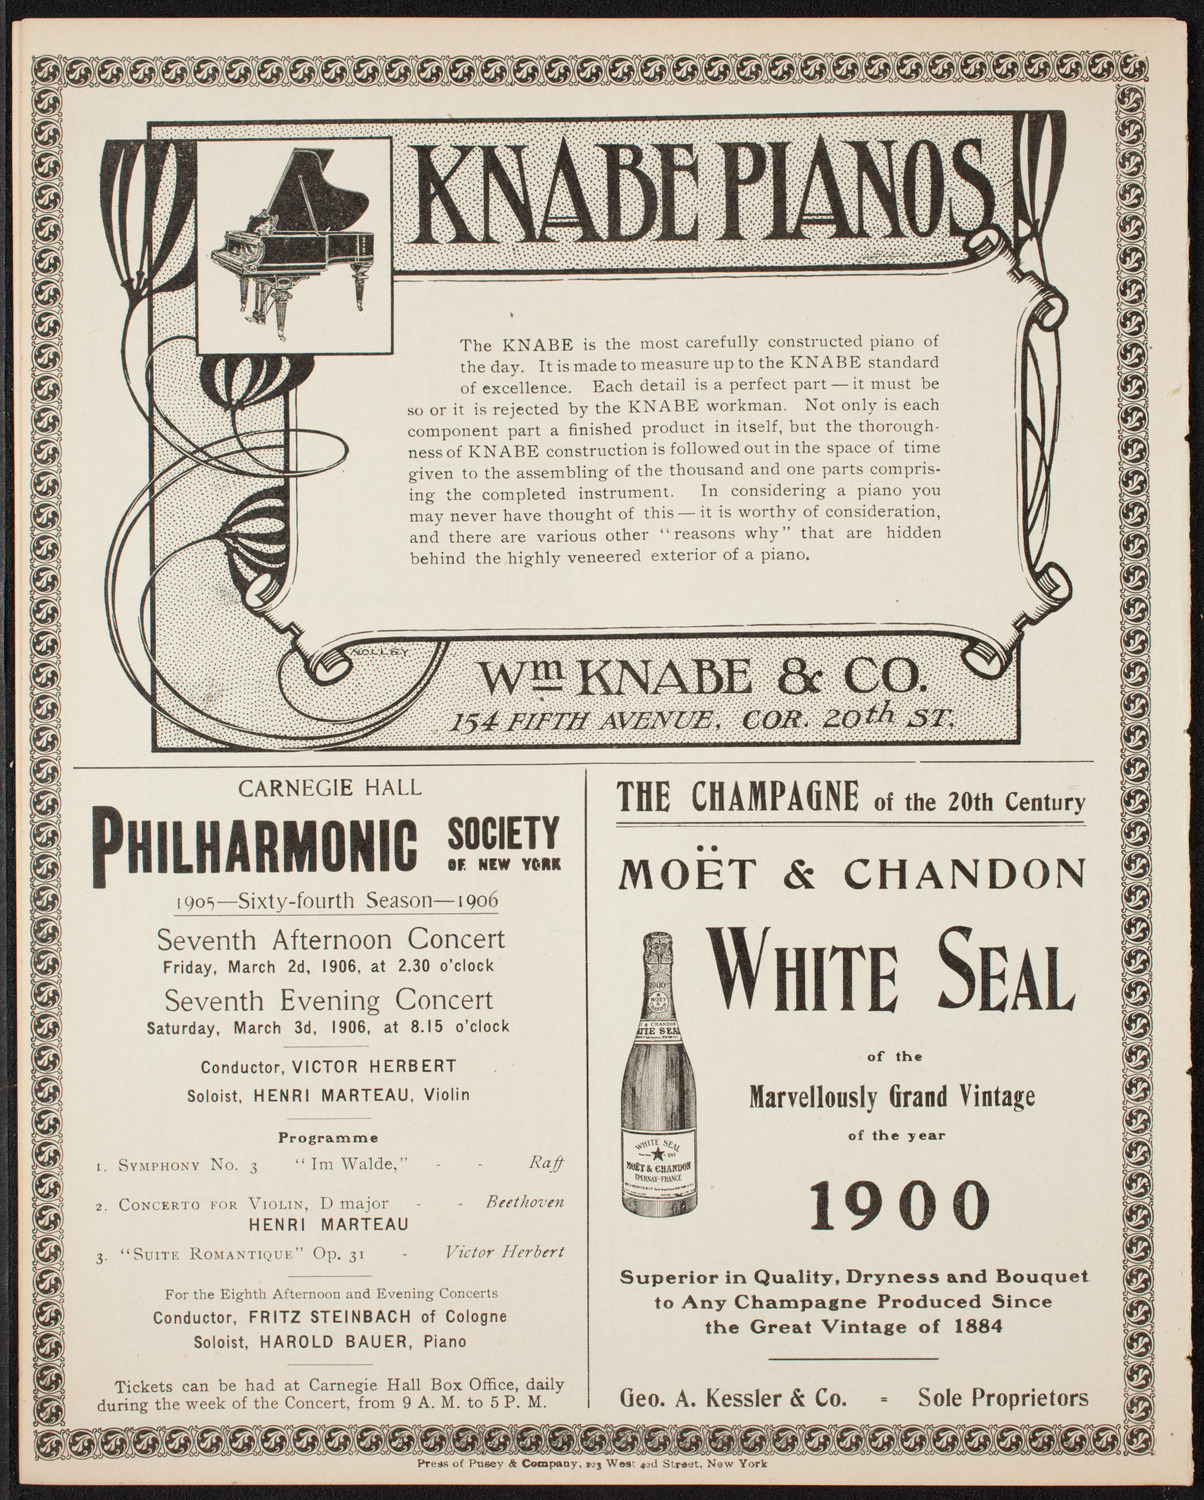 KNABE PIANOS
The KNABE is the most carefully constructed piano of
the day. It is made to measure up to the KNABE standard
of excellence. Each detail is a perfect part — it must be
so or it is rejected by the KNABE workman. Not only is each
component part a finished product in itself, but the thorough-
ness of KNABE construction is followed out in the space of time
given to the assembling of the thousand and one parts compris-
ing the completed instrument. In considering a piano you
may never have thought of this — it is worthy of consideration,
and there are various other "reasons why" that are hidden
behind the highly veneered exterior of a piano.
VOLLEY
Wm KNABE & CO.
154 FIFTH AVENUE, COR. 20th ST.
CARNEGIE HALL
PHILHARMONIC SOCIETY
OF NEW YORK
1905—Sixty-fourth Season—1906
Seventh Afternoon Concert
Friday, March 2d, 1906, at 2.30 o'clock
Seventh Evening Concert
Saturday, March 3d, 1906, at 8.15 o'clock
Conductor, VICTOR HERBERT
Soloist, HENRI MARTEAU, Violin
Programme
1. SYMPHONY No. 3 "Im Walde," - - Raff
2. CONCERTO FOR VIOLIN, D major - - Beethoven
HENRI MARTEAU
3. "SUITE ROMANTIQUE" Op. 31 - Victor Herbert
For the Eighth Afternoon and Evening Concerts
Conductor, FRITZ STEINBACH of Cologne
Soloist, HAROLD BAUER, Piano
Tickets can be had at Carnegie Hall Box Office, daily
during the week of the Concert, from 9 A. M. to 5 P. M.
THE CHAMPAGNE of the 20th Century
MOËT & CHANDON
WHITE SEAL
of the
Marvellously Grand Vintage
of the year
1900
WHITE SEAL
MOËT & CHANDON
EPERNAY-FRANCE
Superior in Quality, Dryness and Bouquet
to Any Champagne Produced Since
the Great Vintage of 1884
Geo. A. Kessler & Co. = Sole Proprietors
Press of Pusey & Company, 123 West 42d Street, New York